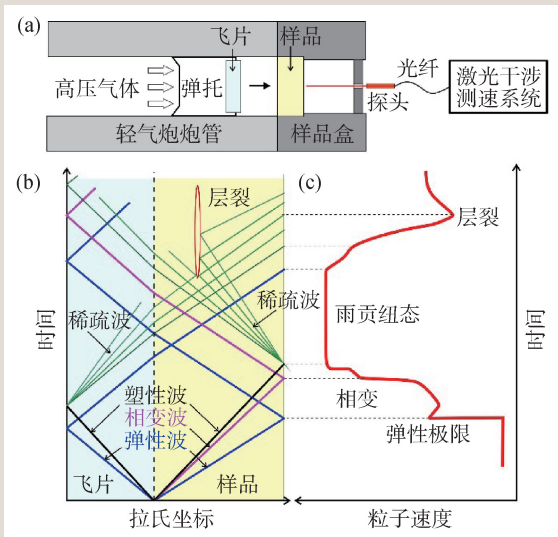 (a)
飞片
样品
高压气体
弹托
光纤
激光干涉
测速系统
探头
轻气炮炮管
样品盒
(b)
(c)
层裂
层裂
时间
稀疏波
稀疏波
雨贡纽态
时间
塑性波
相变波
弹性波
相变
弹性极限
飞片
样品
拉氏坐标
粒子速度